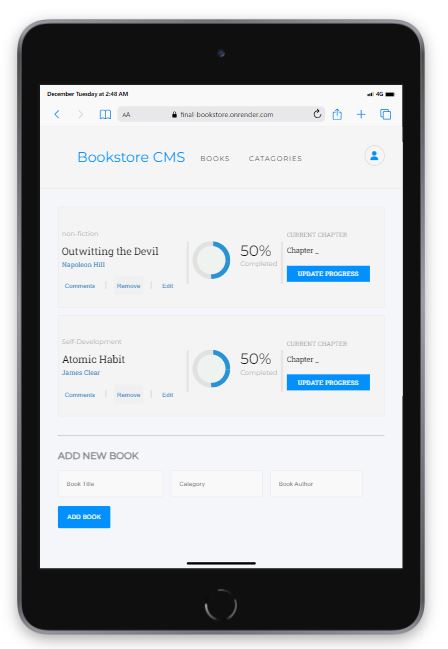 December Tuesday at 2:48 AM
4G
AA final-bookstore.onrender.com
Bookstore CMS BOOKS CATAGORIES
non-fiction
Outwitting the Devil
Napoleon Hill
Comments Remove Edit
50%
Completed
CURRENT CHAPTER
Chapter _
UPDATE PROGRESS
Self-Development
Atomic Habit
James Clear
Comments Remove Edit
50%
Completed
CURRENT CHAPTER
Chapter _
UPDATE PROGRESS
ADD NEW BOOK
Book Title Category Book Author
ADD BOOK